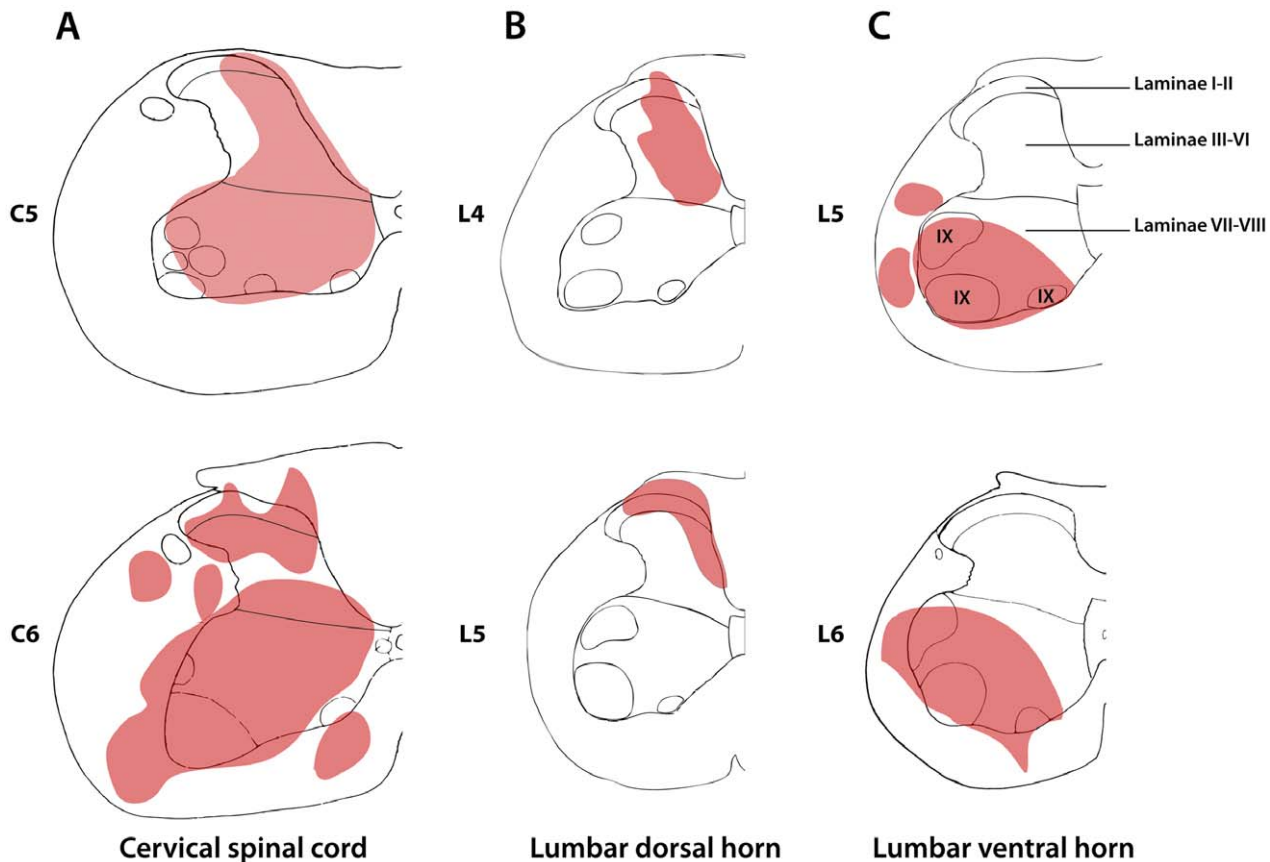 A
B
C
Laminae I-II
Laminae III-VI
C5
L4
L5
Laminae VII-VIII
IX
IX
IX
C6
L5
L6
Cervical spinal cord
Lumbar dorsal horn
Lumbar ventral horn